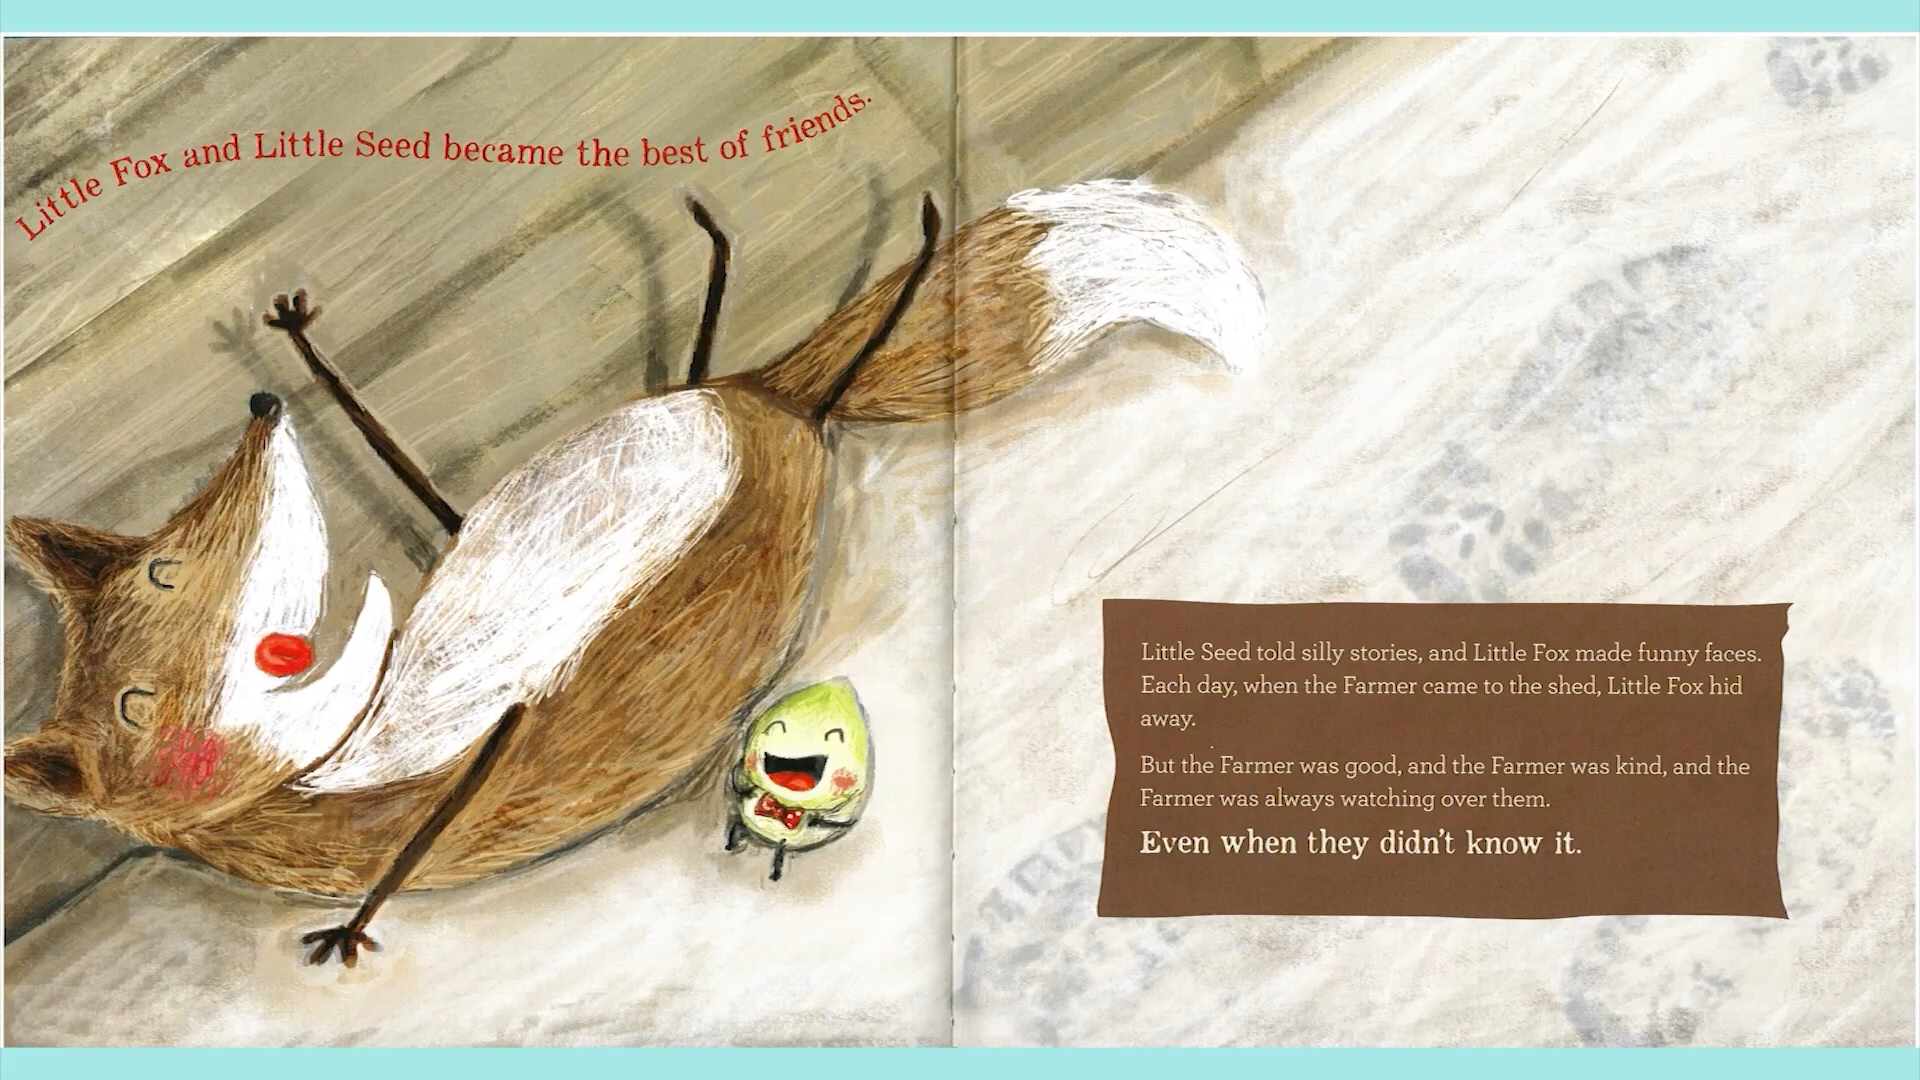 Little Fox and Little Seed became the best of friends.
Little Seed told silly stories, and Little Fox made funny faces.
Each day, when the Farmer came to the shed, Little Fox hid
away.
But the Farmer was good, and the Farmer was kind, and the
Farmer was always watching over them.
Even when they didn't know it.